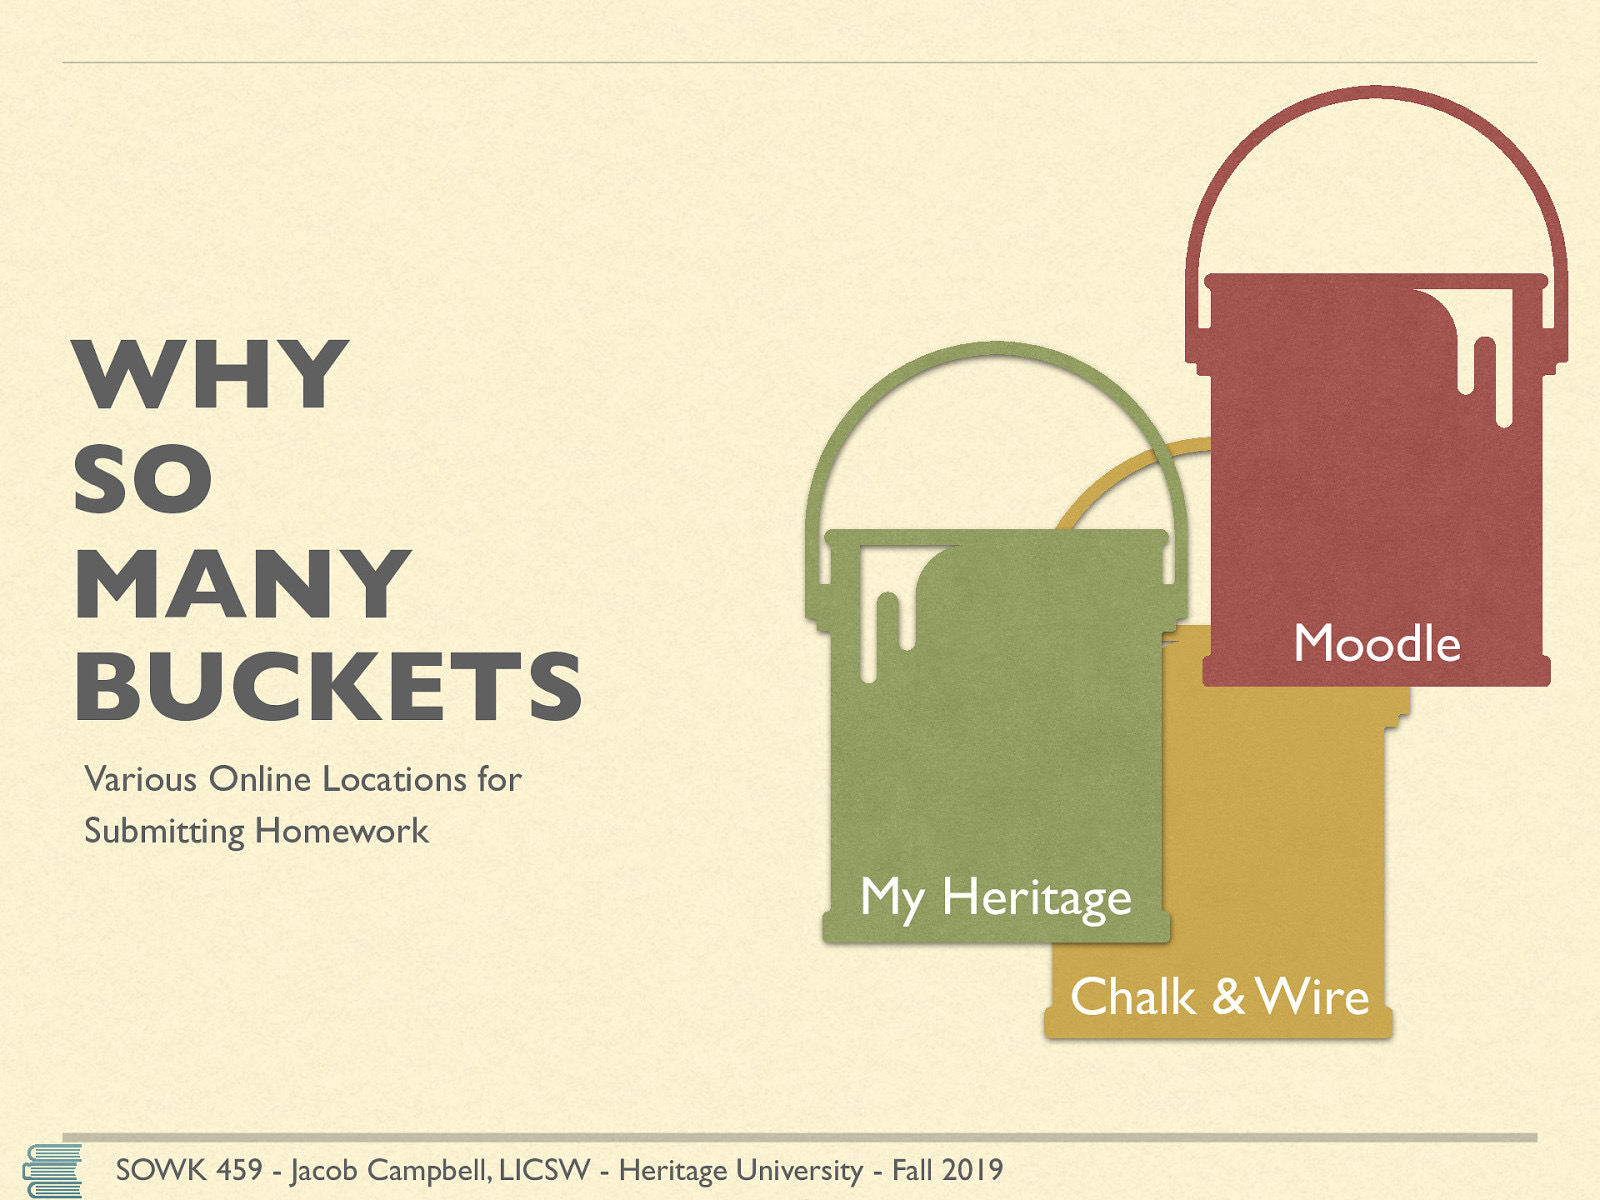 WHY
SO
MANY
BUCKETS
Various Online Locations for
Submitting Homework
Moodle
My Heritage
Chalk & Wire
SOWK 459 - Jacob Campbell, LICSW - Heritage University - Fall 2019